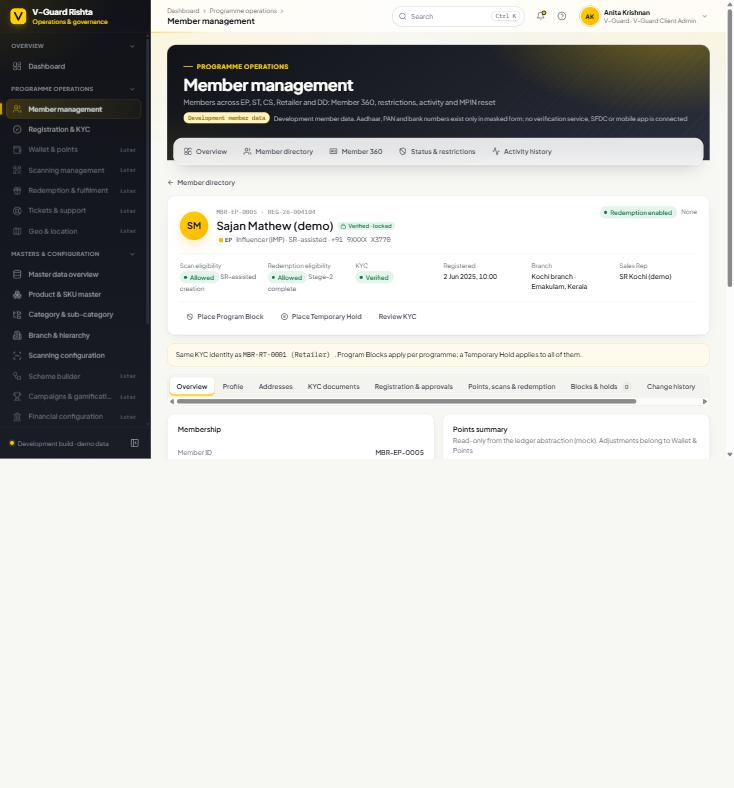 V
V-Guard Rishta
Operations & governance
OVERVIEW
Dashboard
PROGRAMME OPERATIONS
Member management
Registration & KYC
Wallet & points Later
Scanning management Later
Redemption & fulfilment Later
Tickets & support Later
Geo & location Later
MASTERS & CONFIGURATION
Master data overview
Product & SKU master
Category & sub-category
Branch & hierarchy
Scanning configuration
Scheme builder Later
Campaigns & gamificati... Later
Financial configuration Later
Development build · demo data
Dashboard > Programme operations >
Member management
Search Ctrl K
AK
Anita Krishnan
V-Guard · V-Guard Client Admin
PROGRAMME OPERATIONS
Member management
Members across EP, ST, CS, Retailer and DD: Member 360, restrictions, activity and MPIN reset
Development member data Development member data. Aadhaar, PAN and bank numbers exist only in masked form; no verification service, SFDC or mobile app is connected
Overview Member directory Member 360 Status & restrictions Activity history
← Member directory
SM
MBR-EP-0005 · REG-26-004104
Sajan Mathew (demo) Verified · locked
EP Influencer (IMP) · SR-assisted · +91 9XXXX X3770
Redemption enabled None
Scan eligibility
Allowed SR-assisted creation
Redemption eligibility
Allowed Stage-2 complete
KYC
Verified
Registered
2 Jun 2025, 10:00
Branch
Kochi branch · Ernakulam, Kerala
Sales Rep
SR Kochi (demo)
Place Program Block Place Temporary Hold Review KYC
Same KYC identity as MBR-RT-0001 (Retailer) . Program Blocks apply per programme; a Temporary Hold applies to all of them.
Overview Profile Addresses KYC documents Registration & approvals Points, scans & redemption Blocks & holds 0 Change history
Membership
Member ID MBR-EP-0005
Points summary
Read-only from the ledger abstraction (mock). Adjustments belong to Wallet &
Points